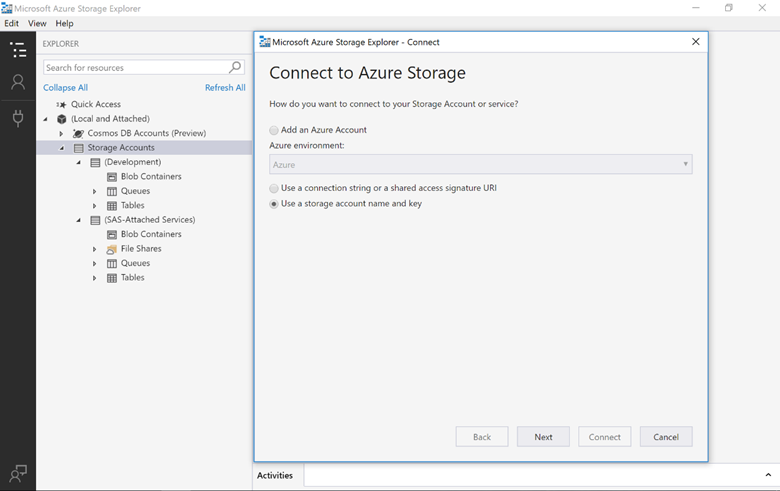 Microsoft Azure Storage Explorer
Edit View Help
EXPLORER
Search for resources
Collapse All Refresh All
Quick Access
(Local and Attached)
Cosmos DB Accounts (Preview)
Storage Accounts
(Development)
Blob Containers
Queues
Tables
(SAS-Attached Services)
Blob Containers
File Shares
Queues
Tables
Microsoft Azure Storage Explorer - Connect
Connect to Azure Storage
How do you want to connect to your Storage Account or service?
Add an Azure Account
Azure environment:
Azure
Use a connection string or a shared access signature URI
Use a storage account name and key
Back Next Connect Cancel
Activities